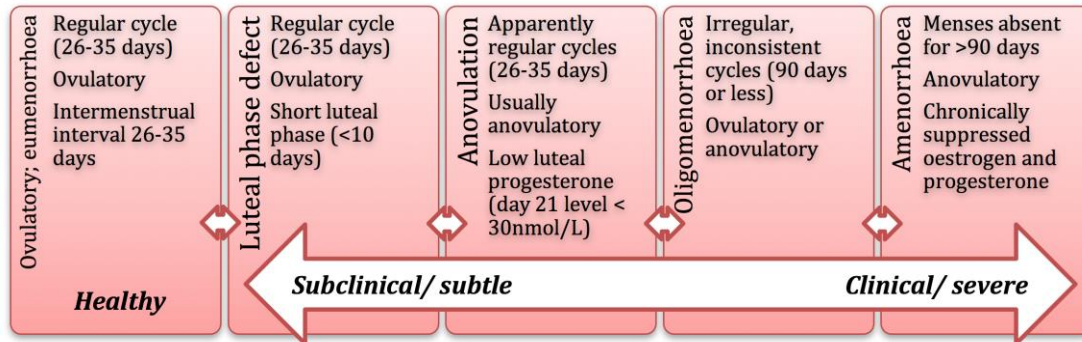 Ovulatory; eumenorrhoea
Regular cycle
(26-35 days)
Ovulatory
Intermenstrual
interval 26-35
days
Healthy
Luteal phase defect
Regular cycle
(26-35 days)
Ovulatory
Short luteal
phase (<10
days)
Anovulation
Apparently
regular cycles
(26-35 days)
Usually
anovulatory
Low luteal
progesterone
(day 21 level <
30nmol/L)
Oligomenorrhoea
Irregular,
inconsistent
cycles (90 days
or less)
Ovulatory or
anovulatory
Amenorrhoea
Menses absent
for >90 days
Anovulatory
Chronically
suppressed
oestrogen and
progesterone
Subclinical/ subtle
Clinical/ severe